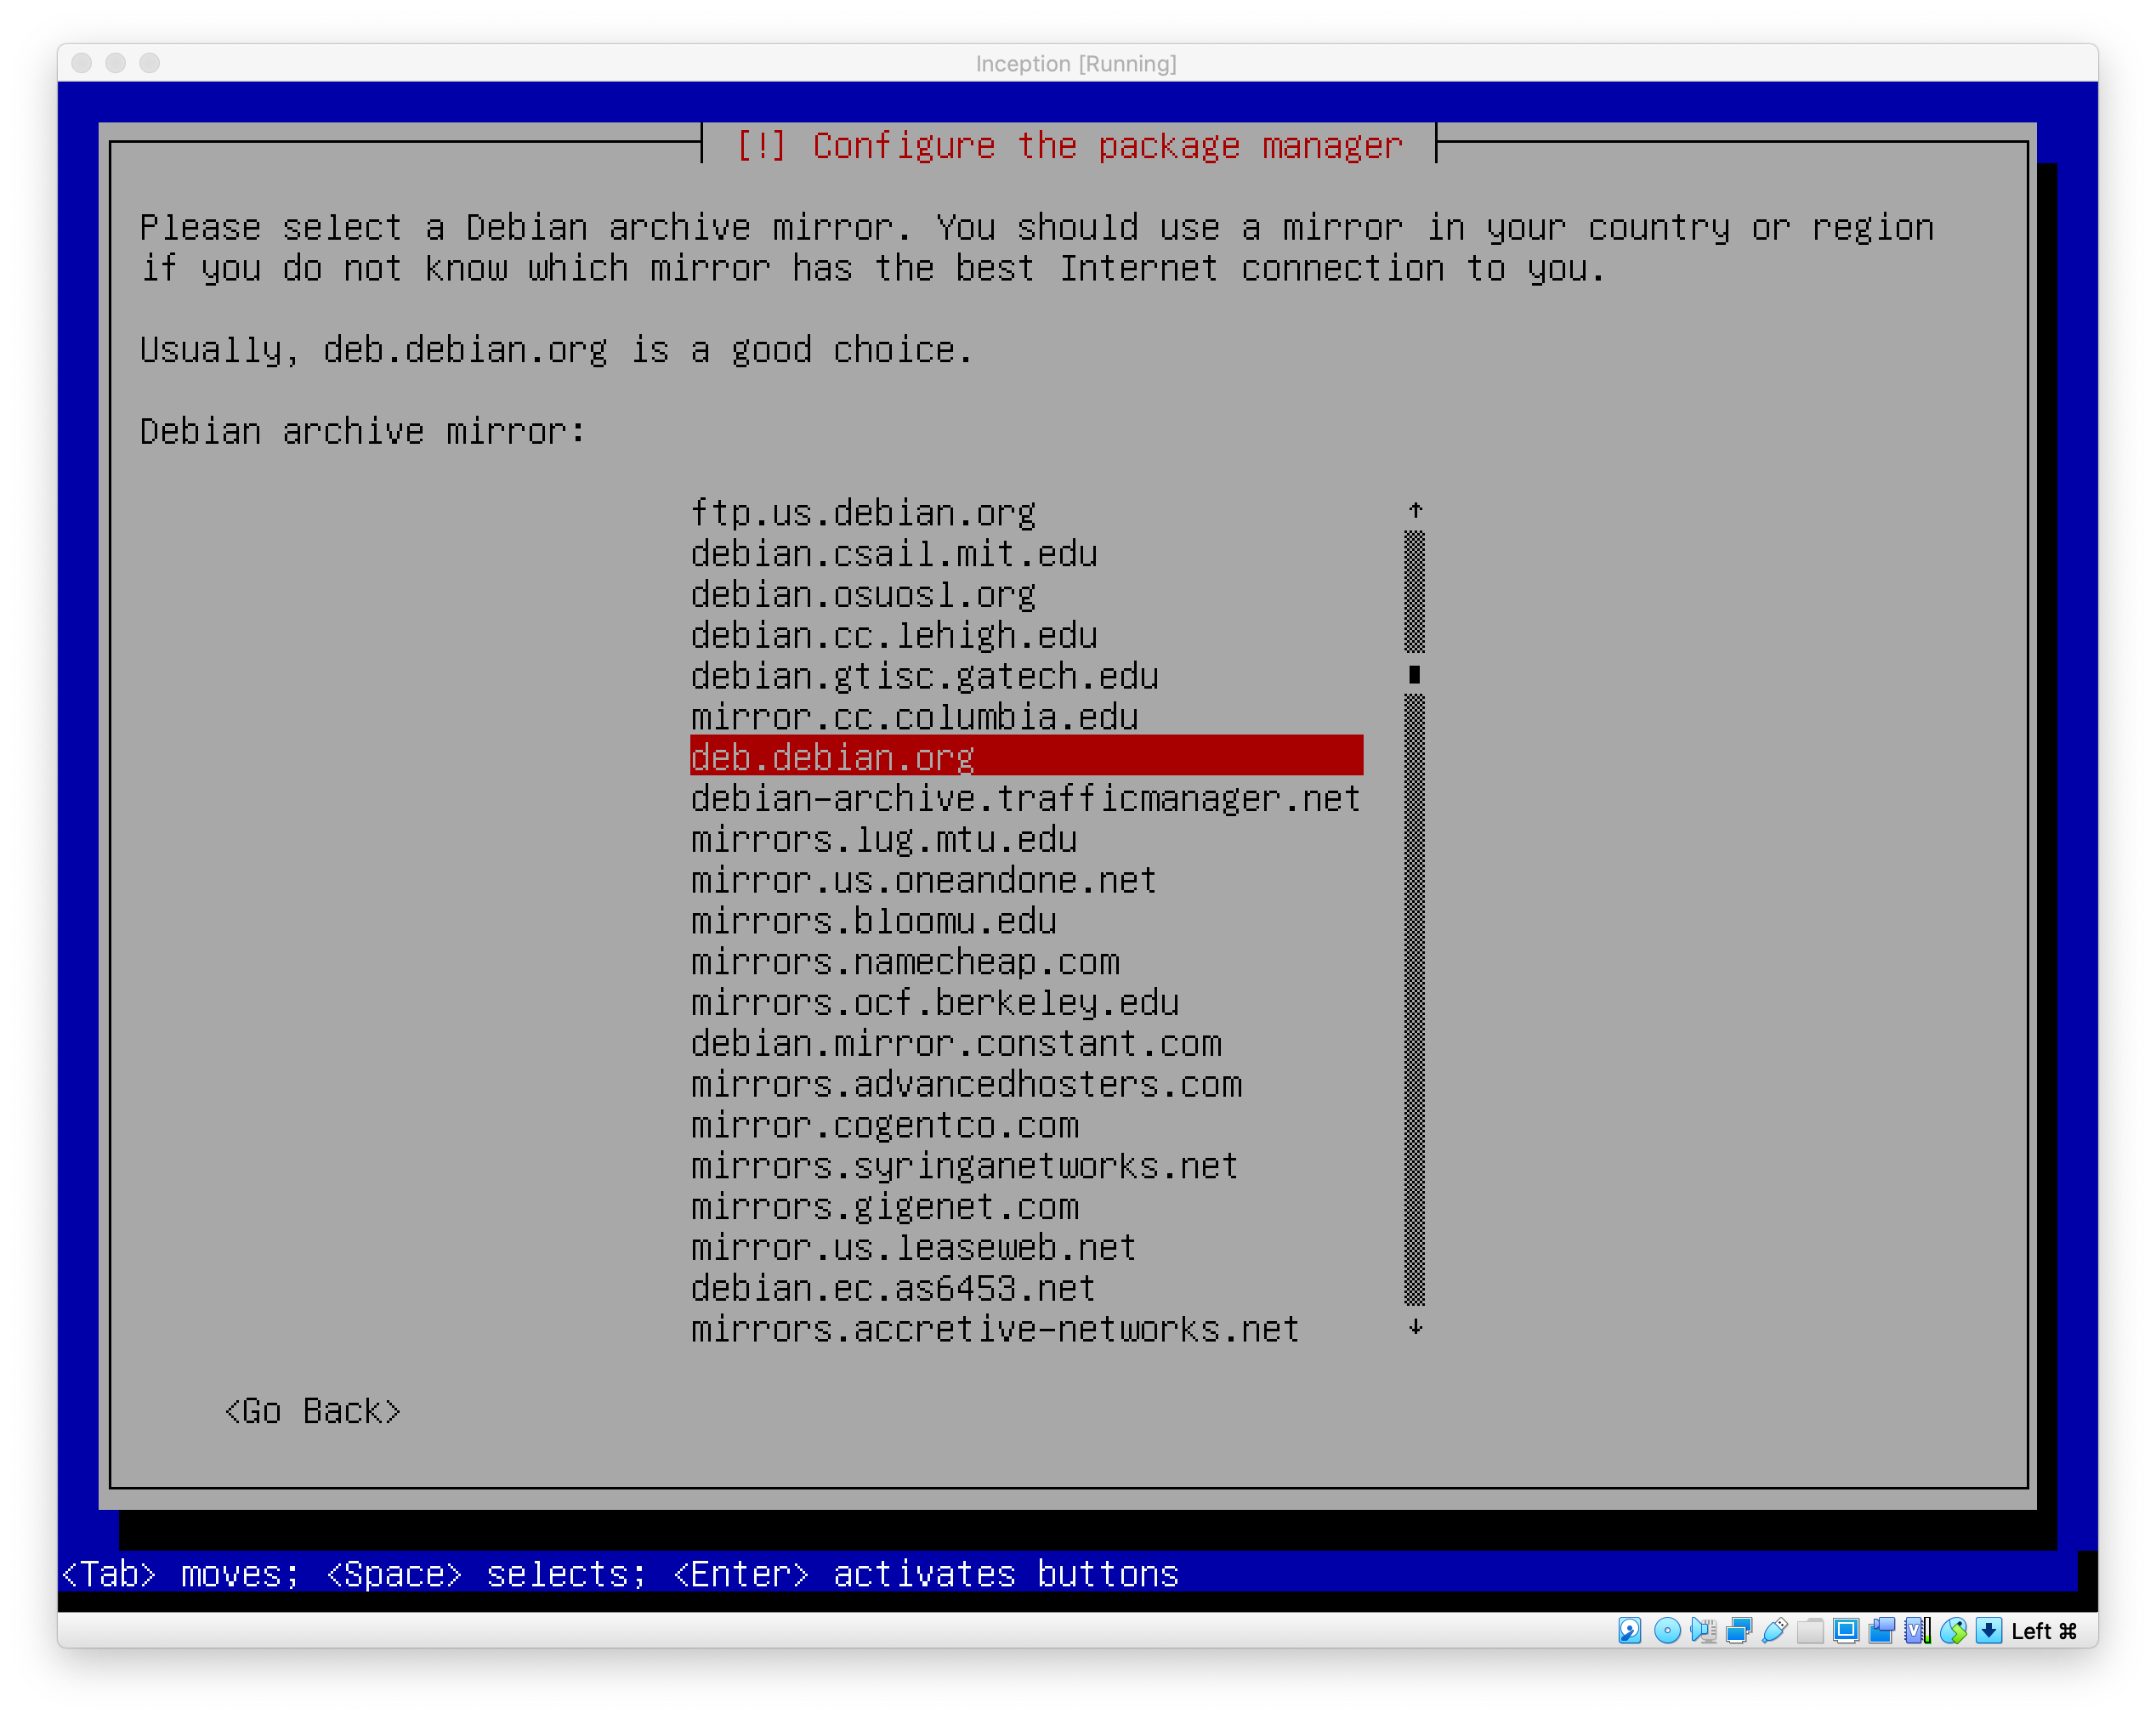 Inception [Running]
[!] Configure the package manager
Please select a Debian archive mirror. You should use a mirror in your country or region
if you do not know which mirror has the best Internet connection to you.
Usually, deb.debian.org is a good choice.
Debian archive mirror:
ftp.us.debian.org
debian.csail.mit.edu
debian.osuosl.org
debian.cc.lehigh.edu
debian.gtisc.gatech.edu
mirror.cc.columbia.edu
deb.debian.org
debian-archive.trafficmanager.net
mirrors.lug.mtu.edu
mirror.us.oneandone.net
mirrors.bloomu.edu
mirrors.namecheap.com
mirrors.ocf.berkeley.edu
debian.mirror.constant.com
mirrors.advancedhosters.com
mirror.cogentco.com
mirrors.syringanetworks.net
mirrors.gigenet.com
mirror.us.leaseweb.net
debian.ec.as6453.net
mirrors.accretive-networks.net
<Go Back>
<Tab> moves; <Space> selects; <Enter> activates buttons
Left ⌘